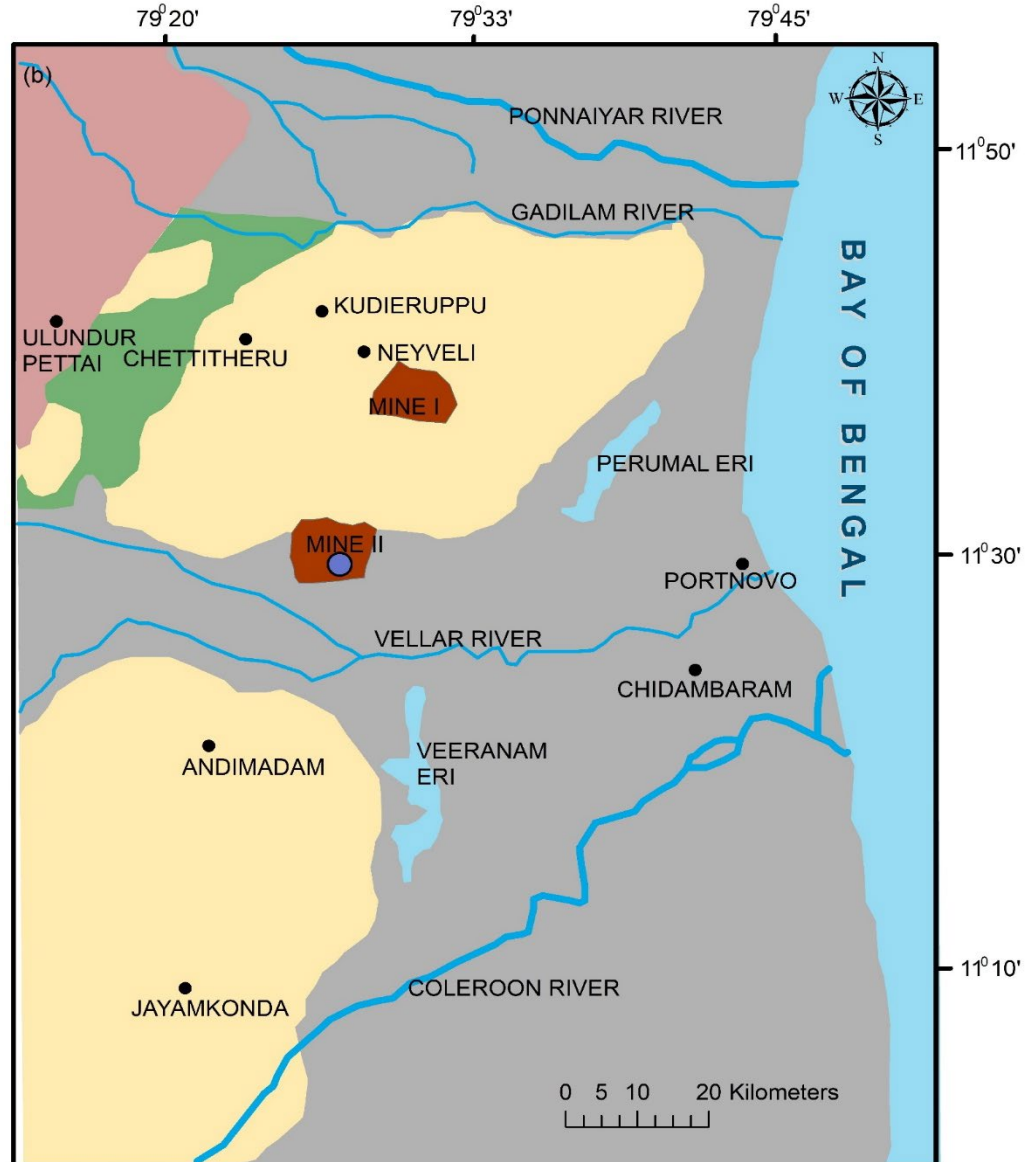 79⁰20' 79⁰33' 79⁰45'
(b)
N
W E
S
PONNAIYAR RIVER
11⁰50'
GADILAM RIVER
BAY OF BENGAL
KUDIERUPPU
ULUNDUR
PETTAI
CHETTITHERU
NEYVELI
MINE I
PERUMAL ERI
MINE II
11⁰30'
PORTNOVO
VELLAR RIVER
CHIDAMBARAM
VEERANAM
ERI
ANDIMADAM
11⁰10'
COLEROON RIVER
JAYAMKONDA
0 5 10 20 Kilometers